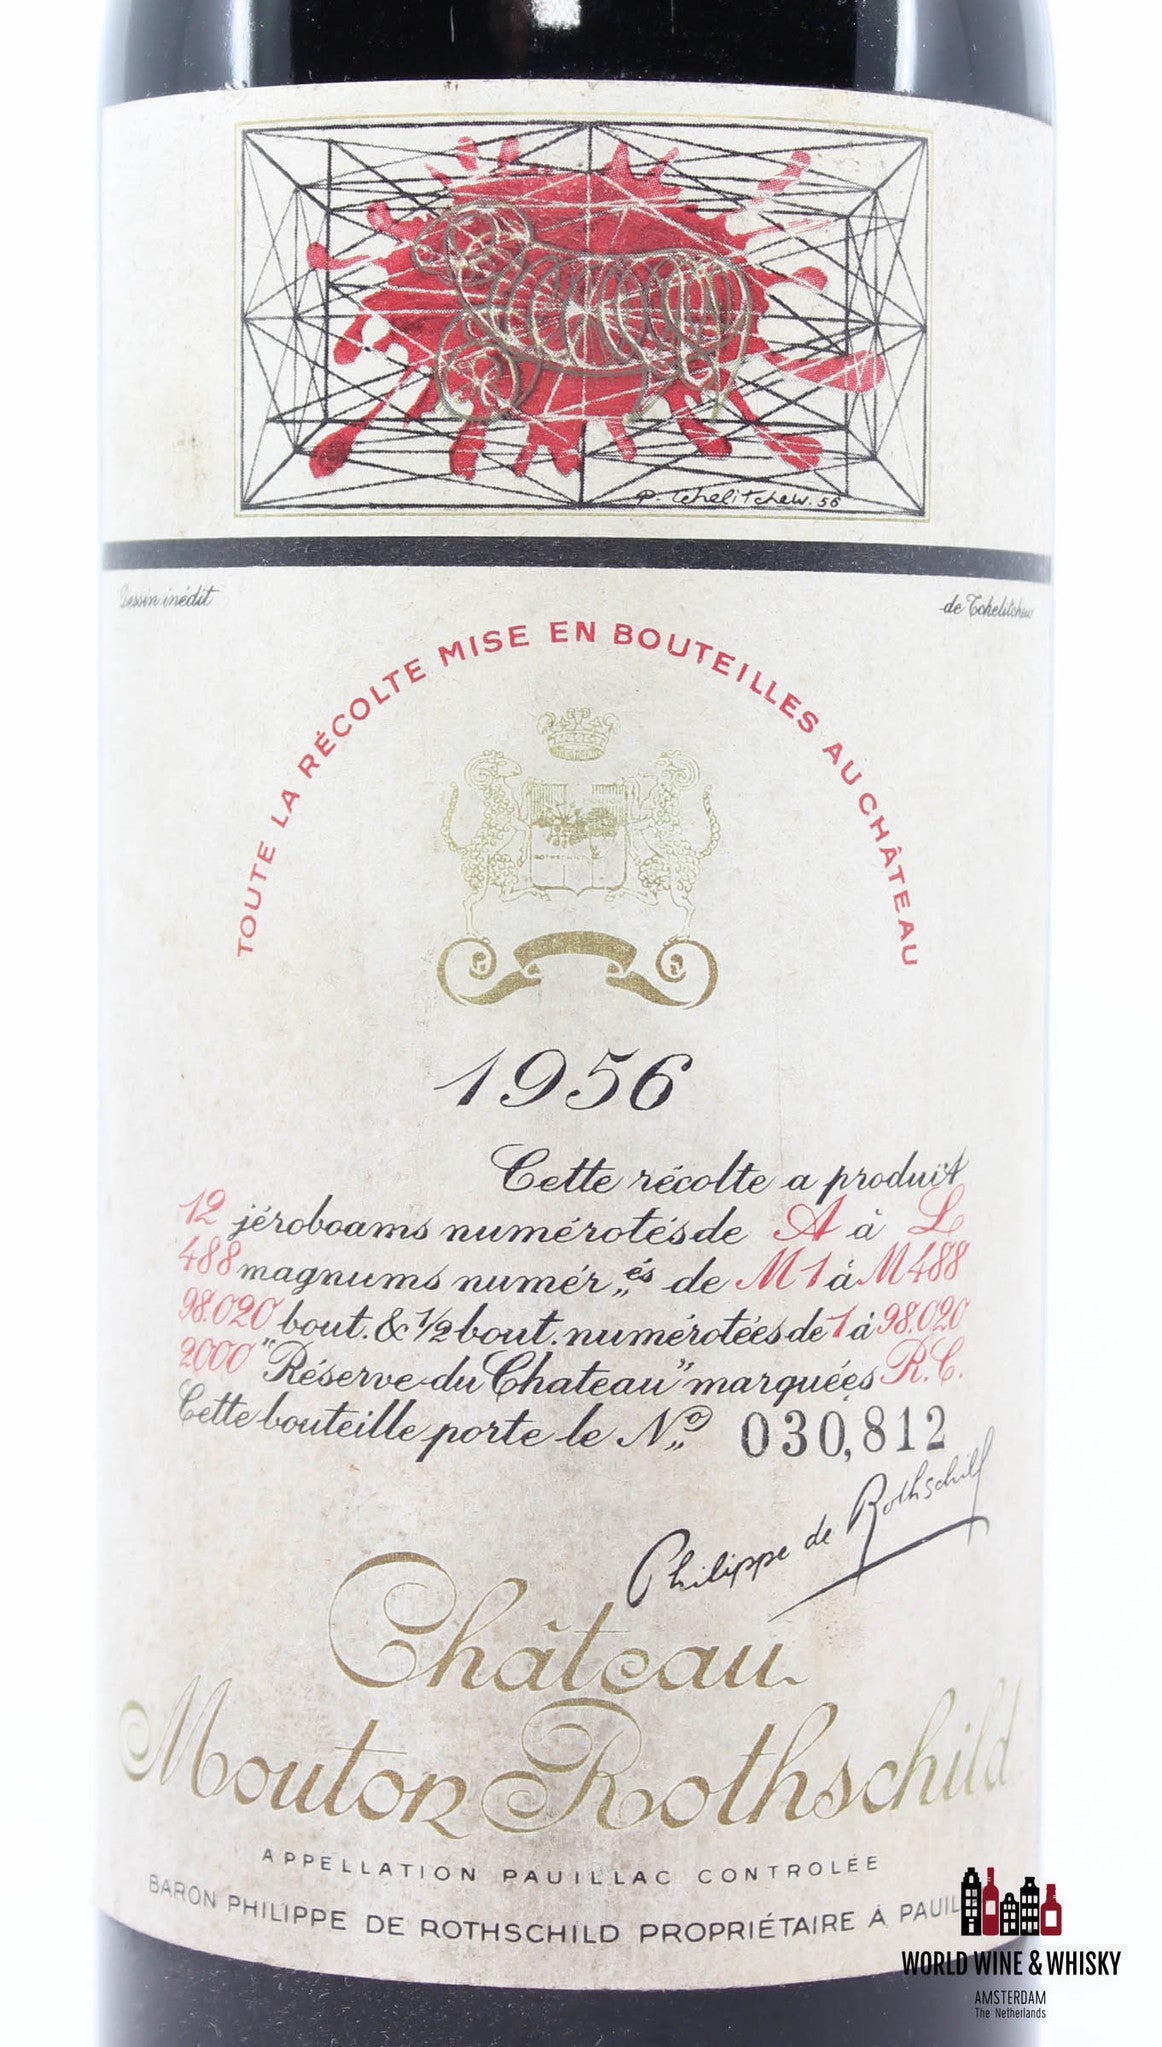 P. Tchelitchew. 56
Dessin inédit
de Tchelitchew
TOUTE LA RÉCOLTE MISE EN BOUTEILLES AU CHÂTEAU
ROTHSCHILD
1956
Cette récolte a produit
12 jéroboams numérotés de A à L
488 magnums numér„és de M1 à M488
98.020 bout. & 1/2 bout. numérotées de 1 à 98.020
2000 "Réserve du Chateau" marquées R.C.
Cette bouteille porte le No 030,812
Philippe de Rothschild
Château
Mouton Rothschild
APPELLATION PAUILLAC CONTROLÉE
BARON PHILIPPE DE ROTHSCHILD PROPRIÉTAIRE À PAUIL
WORLD WINE & WHISKY
AMSTERDAM
The Netherlands